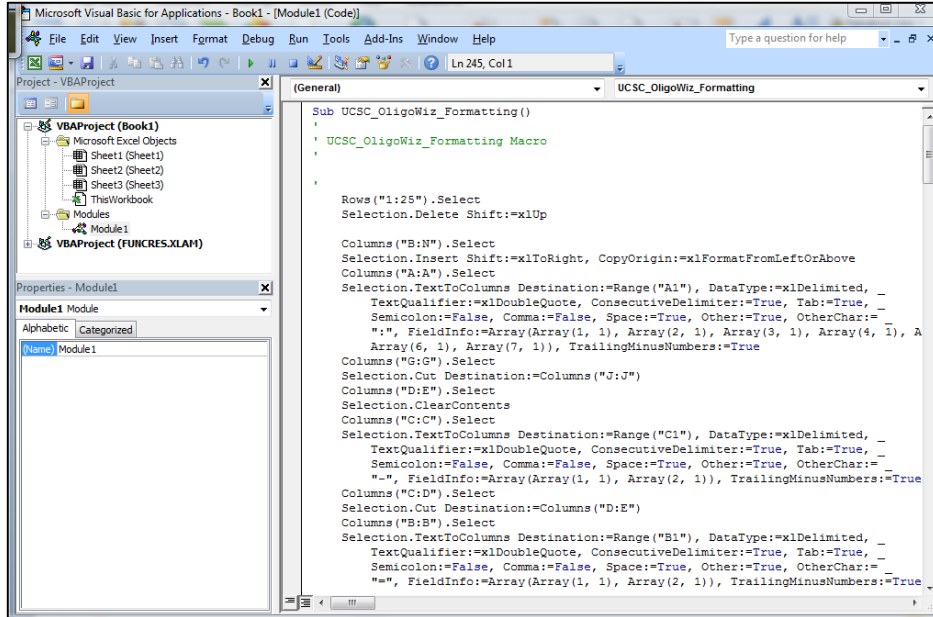 Microsoft Visual Basic for Applications - Book1 - [Module1 (Code)]
File Edit View Insert Format Debug Run Tools Add-Ins Window Help
Type a question for help
Ln 245, Col 1
Project - VBAProject
VBAProject (Book1)
Microsoft Excel Objects
Sheet1 (Sheet1)
Sheet2 (Sheet2)
Sheet3 (Sheet3)
ThisWorkbook
Modules
Module1
VBAProject (FUNCRES.XLAM)
Properties - Module1
Module1 Module
Alphabetic Categorized
(Name) Module1
(General) UCSC_OligoWiz_Formatting
Sub UCSC_OligoWiz_Formatting()
'
' UCSC_OligoWiz_Formatting Macro
'
'
Rows("1:25").Select
Selection.Delete Shift:=xlUp
Columns("B:N").Select
Selection.Insert Shift:=xlToRight, CopyOrigin:=xlFormatFromLeftOrAbove
Columns("A:A").Select
Selection.TextToColumns Destination:=Range("A1"), DataType:=xlDelimited, _
TextQualifier:=xlDoubleQuote, ConsecutiveDelimiter:=True, Tab:=True, _
Semicolon:=False, Comma:=False, Space:=True, Other:=True, OtherChar:= _
":", FieldInfo:=Array(Array(1, 1), Array(2, 1), Array(3, 1), Array(4, 1), A
Array(6, 1), Array(7, 1)), TrailingMinusNumbers:=True
Columns("G:G").Select
Selection.Cut Destination:=Columns("J:J")
Columns("D:E").Select
Selection.ClearContents
Columns("C:C").Select
Selection.TextToColumns Destination:=Range("C1"), DataType:=xlDelimited, _
TextQualifier:=xlDoubleQuote, ConsecutiveDelimiter:=True, Tab:=True, _
Semicolon:=False, Comma:=False, Space:=True, Other:=True, OtherChar:= _
"-", FieldInfo:=Array(Array(1, 1), Array(2, 1)), TrailingMinusNumbers:=True
Columns("C:D").Select
Selection.Cut Destination:=Columns("D:E")
Columns("B:B").Select
Selection.TextToColumns Destination:=Range("B1"), DataType:=xlDelimited, _
TextQualifier:=xlDoubleQuote, ConsecutiveDelimiter:=True, Tab:=True, _
Semicolon:=False, Comma:=False, Space:=True, Other:=True, OtherChar:= _
"=", FieldInfo:=Array(Array(1, 1), Array(2, 1)), TrailingMinusNumbers:=True